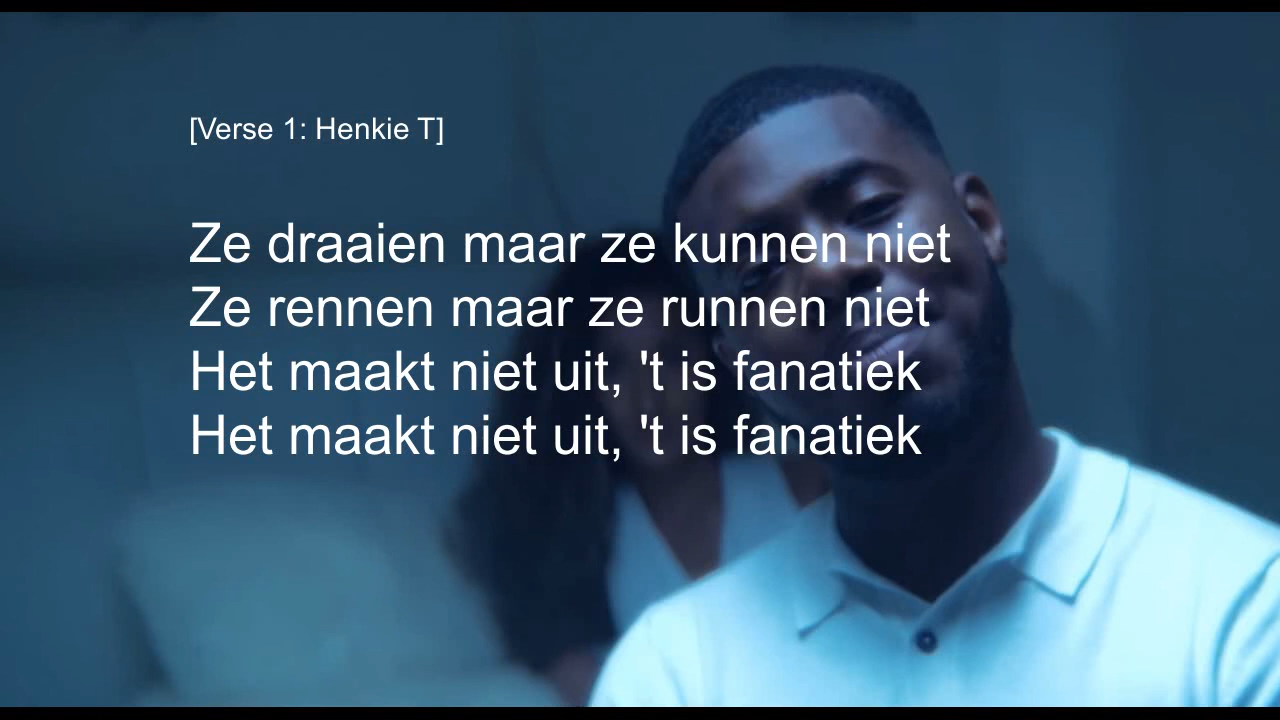 [Verse 1: Henkie T]
Ze draaien maar ze kunnen niet
Ze rennen maar ze runnen niet
Het maakt niet uit, 't is fanatiek
Het maakt niet uit, 't is fanatiek